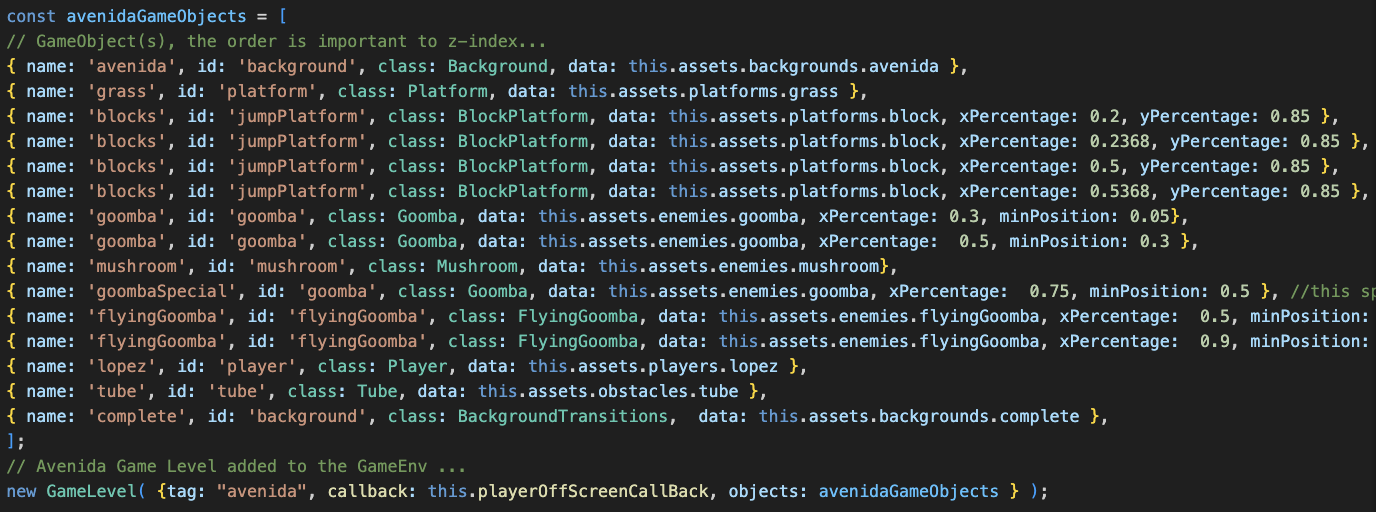 const avenidaGameObjects = [
// GameObject(s), the order is important to z-index...
{ name: 'avenida', id: 'background', class: Background, data: this.assets.backgrounds.avenida },
{ name: 'grass', id: 'platform', class: Platform, data: this.assets.platforms.grass },
{ name: 'blocks', id: 'jumpPlatform', class: BlockPlatform, data: this.assets.platforms.block, xPercentage: 0.2, yPercentage: 0.85 },
{ name: 'blocks', id: 'jumpPlatform', class: BlockPlatform, data: this.assets.platforms.block, xPercentage: 0.2368, yPercentage: 0.85 },
{ name: 'blocks', id: 'jumpPlatform', class: BlockPlatform, data: this.assets.platforms.block, xPercentage: 0.5, yPercentage: 0.85 },
{ name: 'blocks', id: 'jumpPlatform', class: BlockPlatform, data: this.assets.platforms.block, xPercentage: 0.5368, yPercentage: 0.85 },
{ name: 'goomba', id: 'goomba', class: Goomba, data: this.assets.enemies.goomba, xPercentage: 0.3, minPosition: 0.05},
{ name: 'goomba', id: 'goomba', class: Goomba, data: this.assets.enemies.goomba, xPercentage:  0.5, minPosition: 0.3 },
{ name: 'mushroom', id: 'mushroom', class: Mushroom, data: this.assets.enemies.mushroom},
{ name: 'goombaSpecial', id: 'goomba', class: Goomba, data: this.assets.enemies.goomba, xPercentage:  0.75, minPosition: 0.5 }, //this sp
{ name: 'flyingGoomba', id: 'flyingGoomba', class: FlyingGoomba, data: this.assets.enemies.flyingGoomba, xPercentage:  0.5, minPosition:
{ name: 'flyingGoomba', id: 'flyingGoomba', class: FlyingGoomba, data: this.assets.enemies.flyingGoomba, xPercentage:  0.9, minPosition:
{ name: 'lopez', id: 'player', class: Player, data: this.assets.players.lopez },
{ name: 'tube', id: 'tube', class: Tube, data: this.assets.obstacles.tube },
{ name: 'complete', id: 'background', class: BackgroundTransitions,  data: this.assets.backgrounds.complete },
];
// Avenida Game Level added to the GameEnv ...
new GameLevel( {tag: "avenida", callback: this.playerOffScreenCallBack, objects: avenidaGameObjects } );